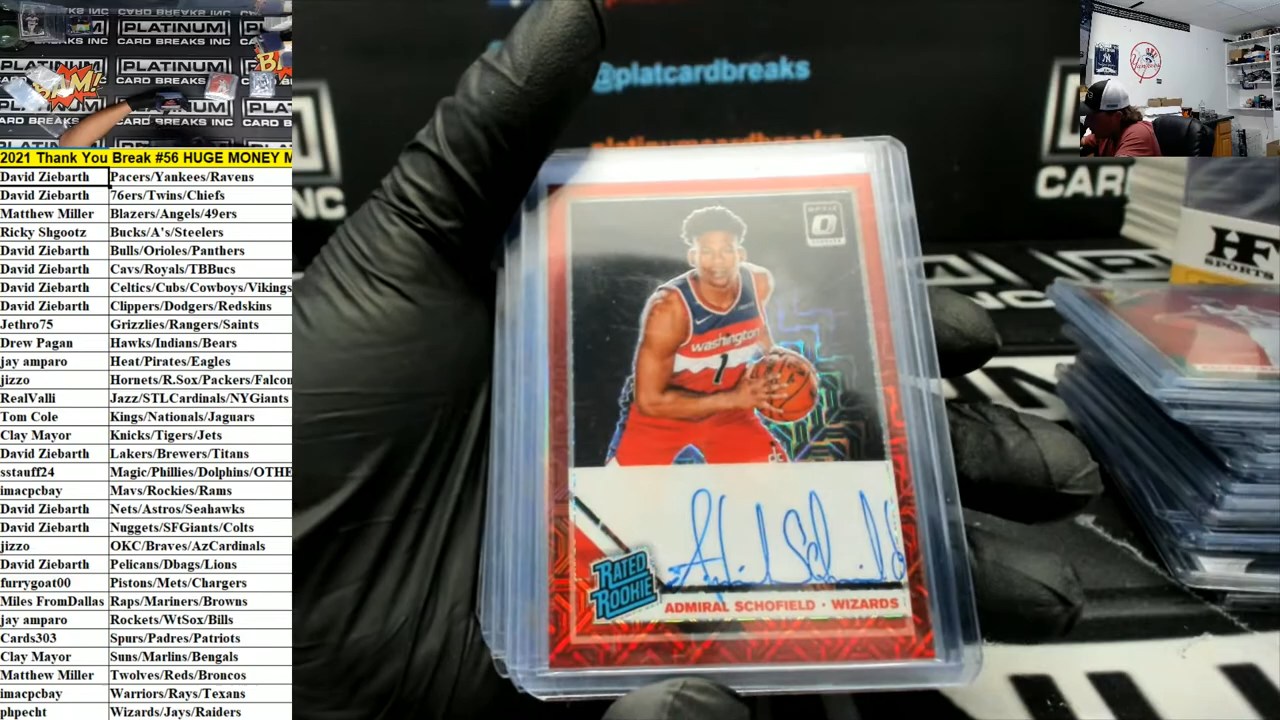 PLATINUM
CARD BREAKS INC
BAM!
2021 Thank You Break #56 HUGE MONEY M
David Ziebarth Pacers/Yankees/Ravens
David Ziebarth 76ers/Twins/Chiefs
Matthew Miller Blazers/Angels/49ers
Ricky Shgootz Bucks/A's/Steelers
David Ziebarth Bulls/Orioles/Panthers
David Ziebarth Cavs/Royals/TBBucs
David Ziebarth Celtics/Cubs/Cowboys/Vikings
David Ziebarth Clippers/Dodgers/Redskins
Jethro75 Grizzlies/Rangers/Saints
Drew Pagan Hawks/Indians/Bears
jay amparo Heat/Pirates/Eagles
jizzo Hornets/R.Sox/Packers/Falcon
RealValli Jazz/STLCardinals/NYGiants
Tom Cole Kings/Nationals/Jaguars
Clay Mayor Knicks/Tigers/Jets
David Ziebarth Lakers/Brewers/Titans
sstauff24 Magic/Phillies/Dolphins/OTHE
imacpcbay Mavs/Rockies/Rams
David Ziebarth Nets/Astros/Seahawks
David Ziebarth Nuggets/SFGiants/Colts
jizzo OKC/Braves/AzCardinals
David Ziebarth Pelicans/Dbags/Lions
furrygoat00 Pistons/Mets/Chargers
Miles FromDallas Raps/Mariners/Browns
jay amparo Rockets/WtSox/Bills
Cards303 Spurs/Padres/Patriots
Clay Mayor Suns/Marlins/Bengals
Matthew Miller Twolves/Reds/Broncos
imacpcbay Warriors/Rays/Texans
phpecht Wizards/Jays/Raiders
@platcardbreaks
OPTIC
washington
1
RATED
ROOKIE
ADMIRAL SCHOFIELD · WIZARDS
HF
SPORTS
CAR
NC
INC